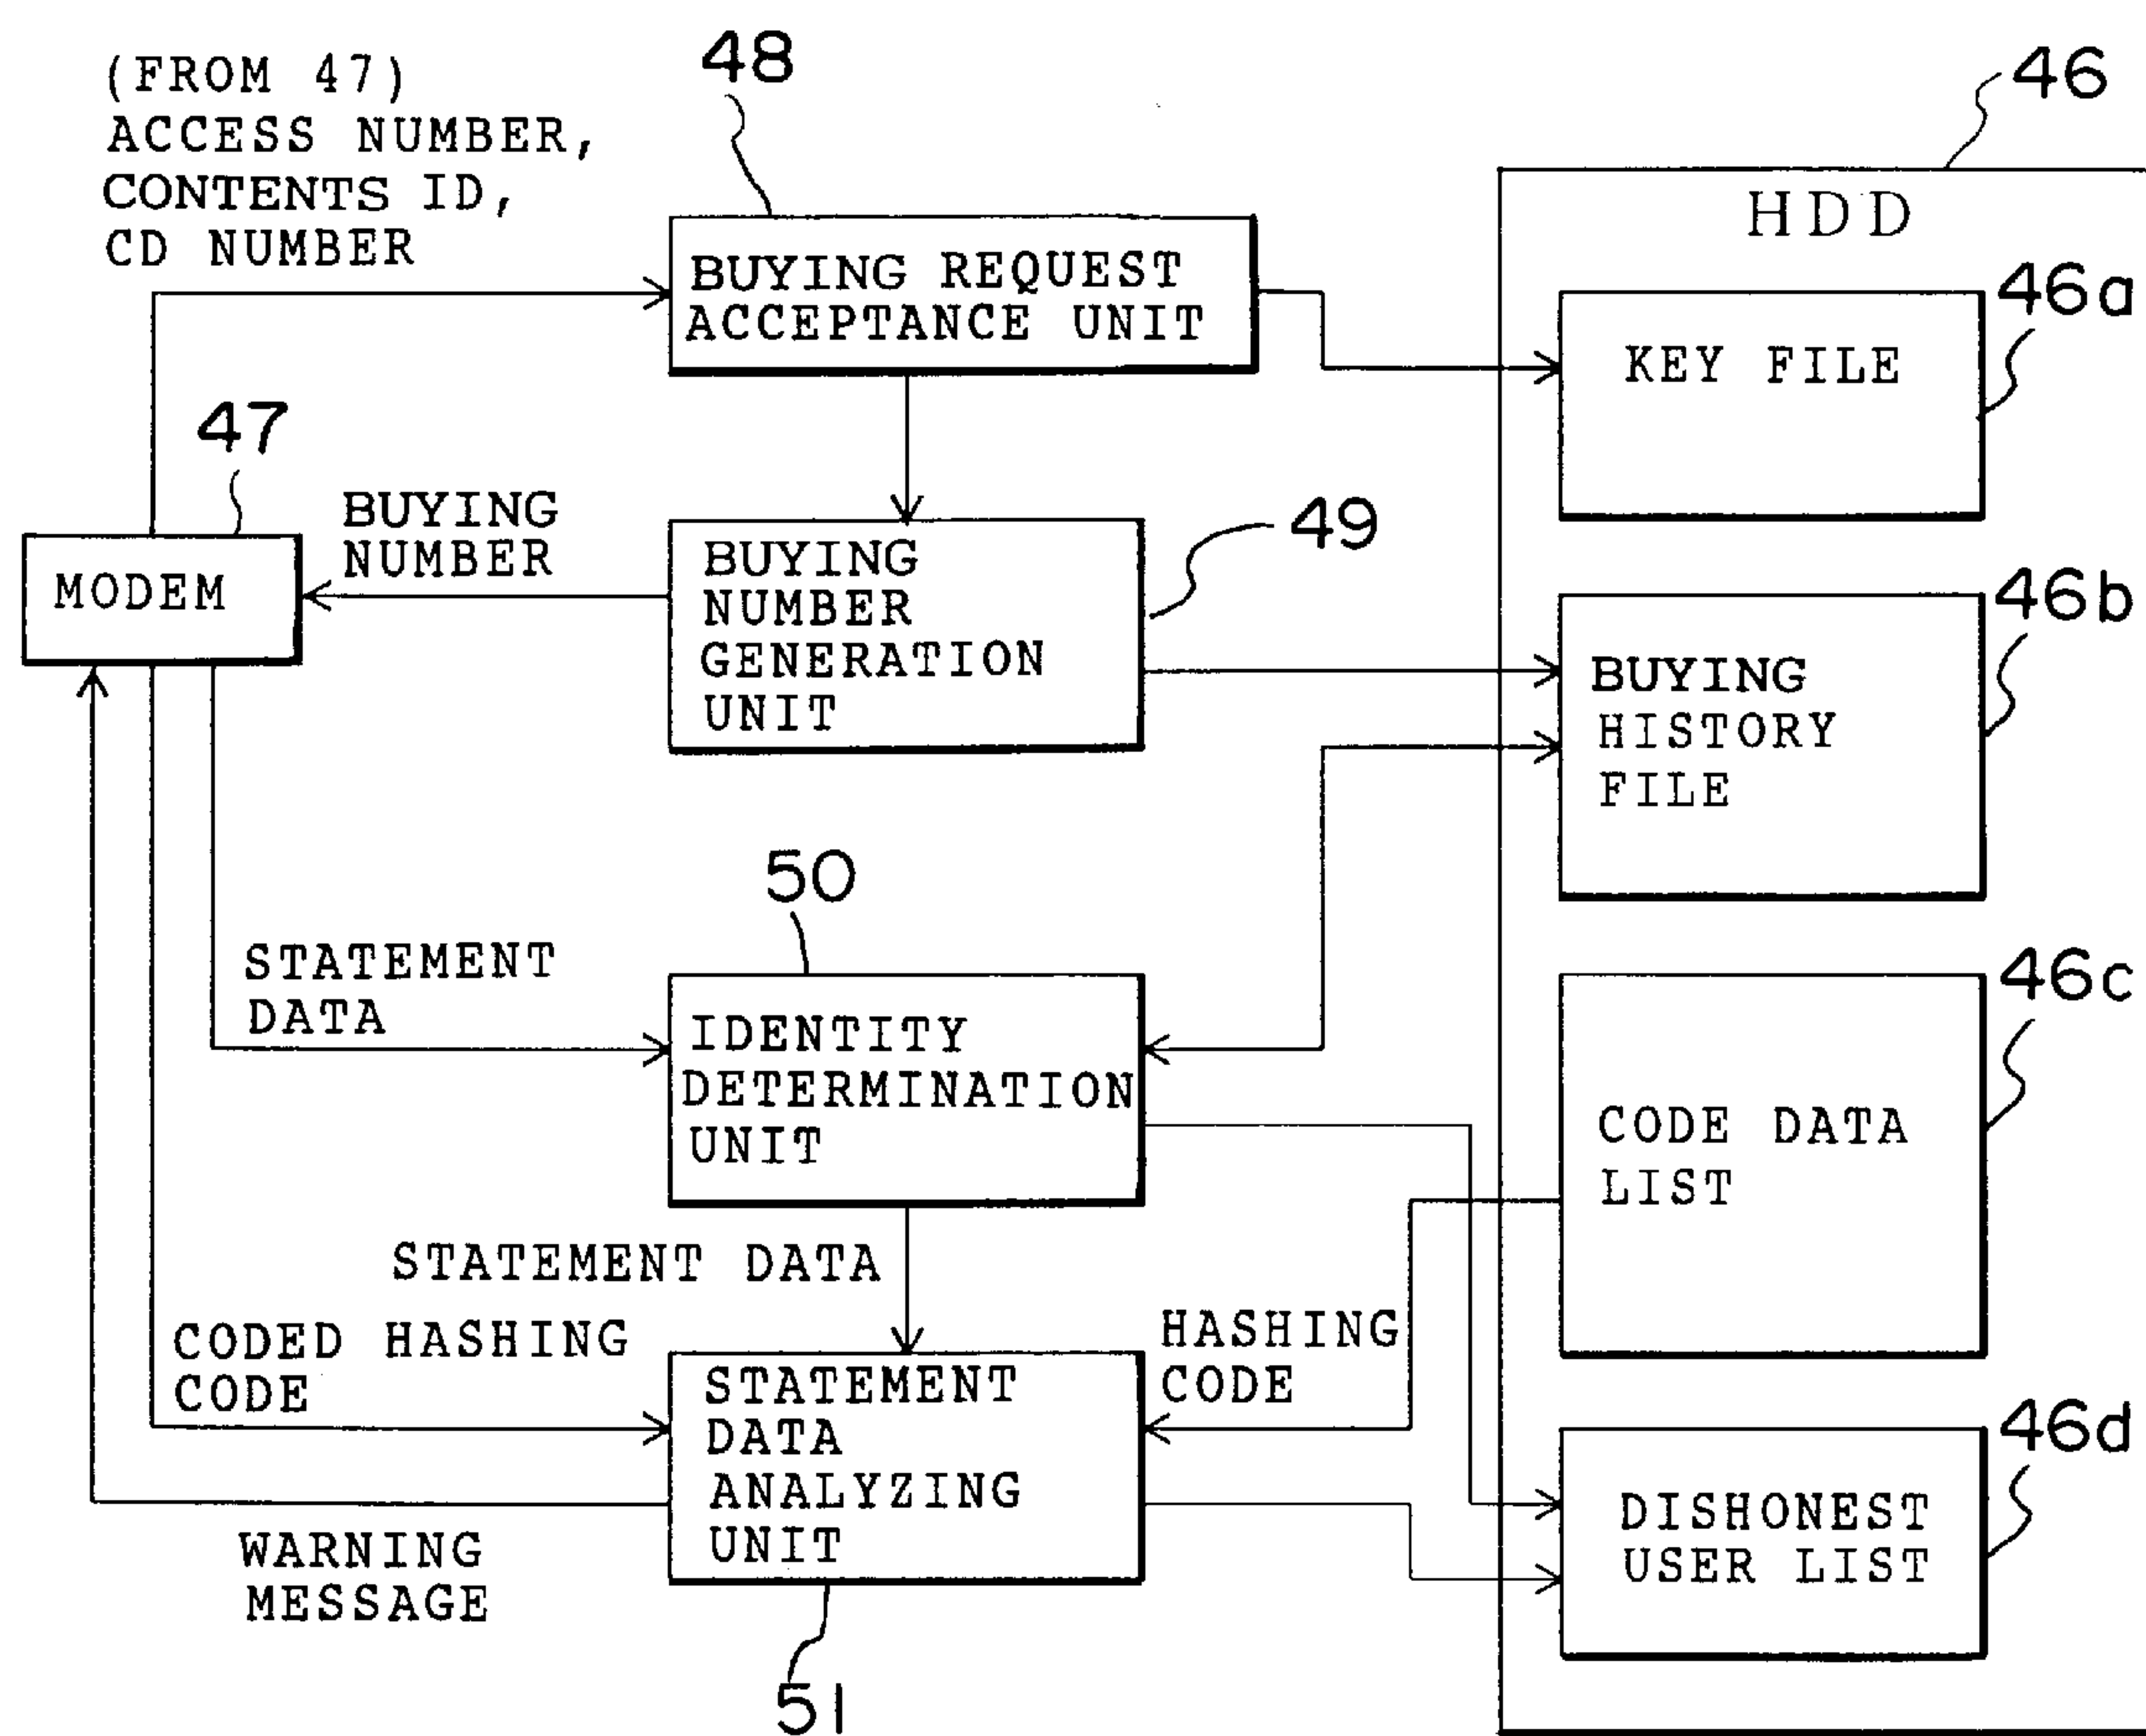 (FROM 47)
ACCESS NUMBER,
CONTENTS ID,
CD NUMBER
48
46
HDD
BUYING REQUEST
ACCEPTANCE UNIT
46a
KEY FILE
47
MODEM
BUYING
NUMBER
49
BUYING
NUMBER
GENERATION
UNIT
46b
BUYING
HISTORY
FILE
50
STATEMENT
DATA
IDENTITY
DETERMINATION
UNIT
46c
CODE DATA
LIST
STATEMENT DATA
CODED HASHING
CODE
HASHING
CODE
STATEMENT
DATA
ANALYZING
UNIT
46d
DISHONEST
USER LIST
WARNING
MESSAGE
51